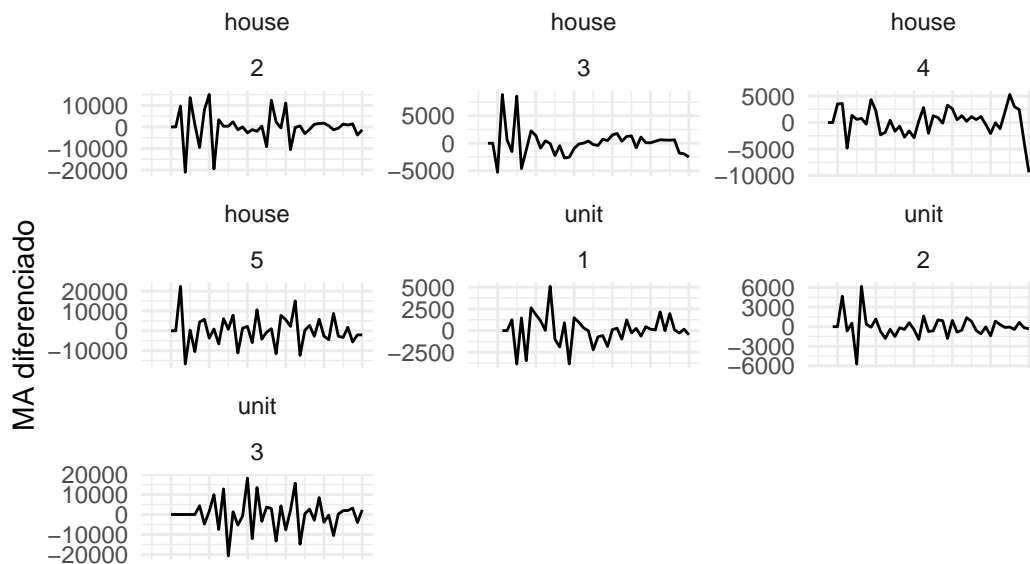 house house house
2 3 4
10000 5000 5000
0 0 0
−10000 −5000 −5000
−20000 −10000
house unit unit
5 1 2
20000 5000 6000
10000 2500 3000
0 0 0
−10000 −2500 −3000
−6000
unit
3
20000
10000
0
−10000
−20000
MA diferenciado